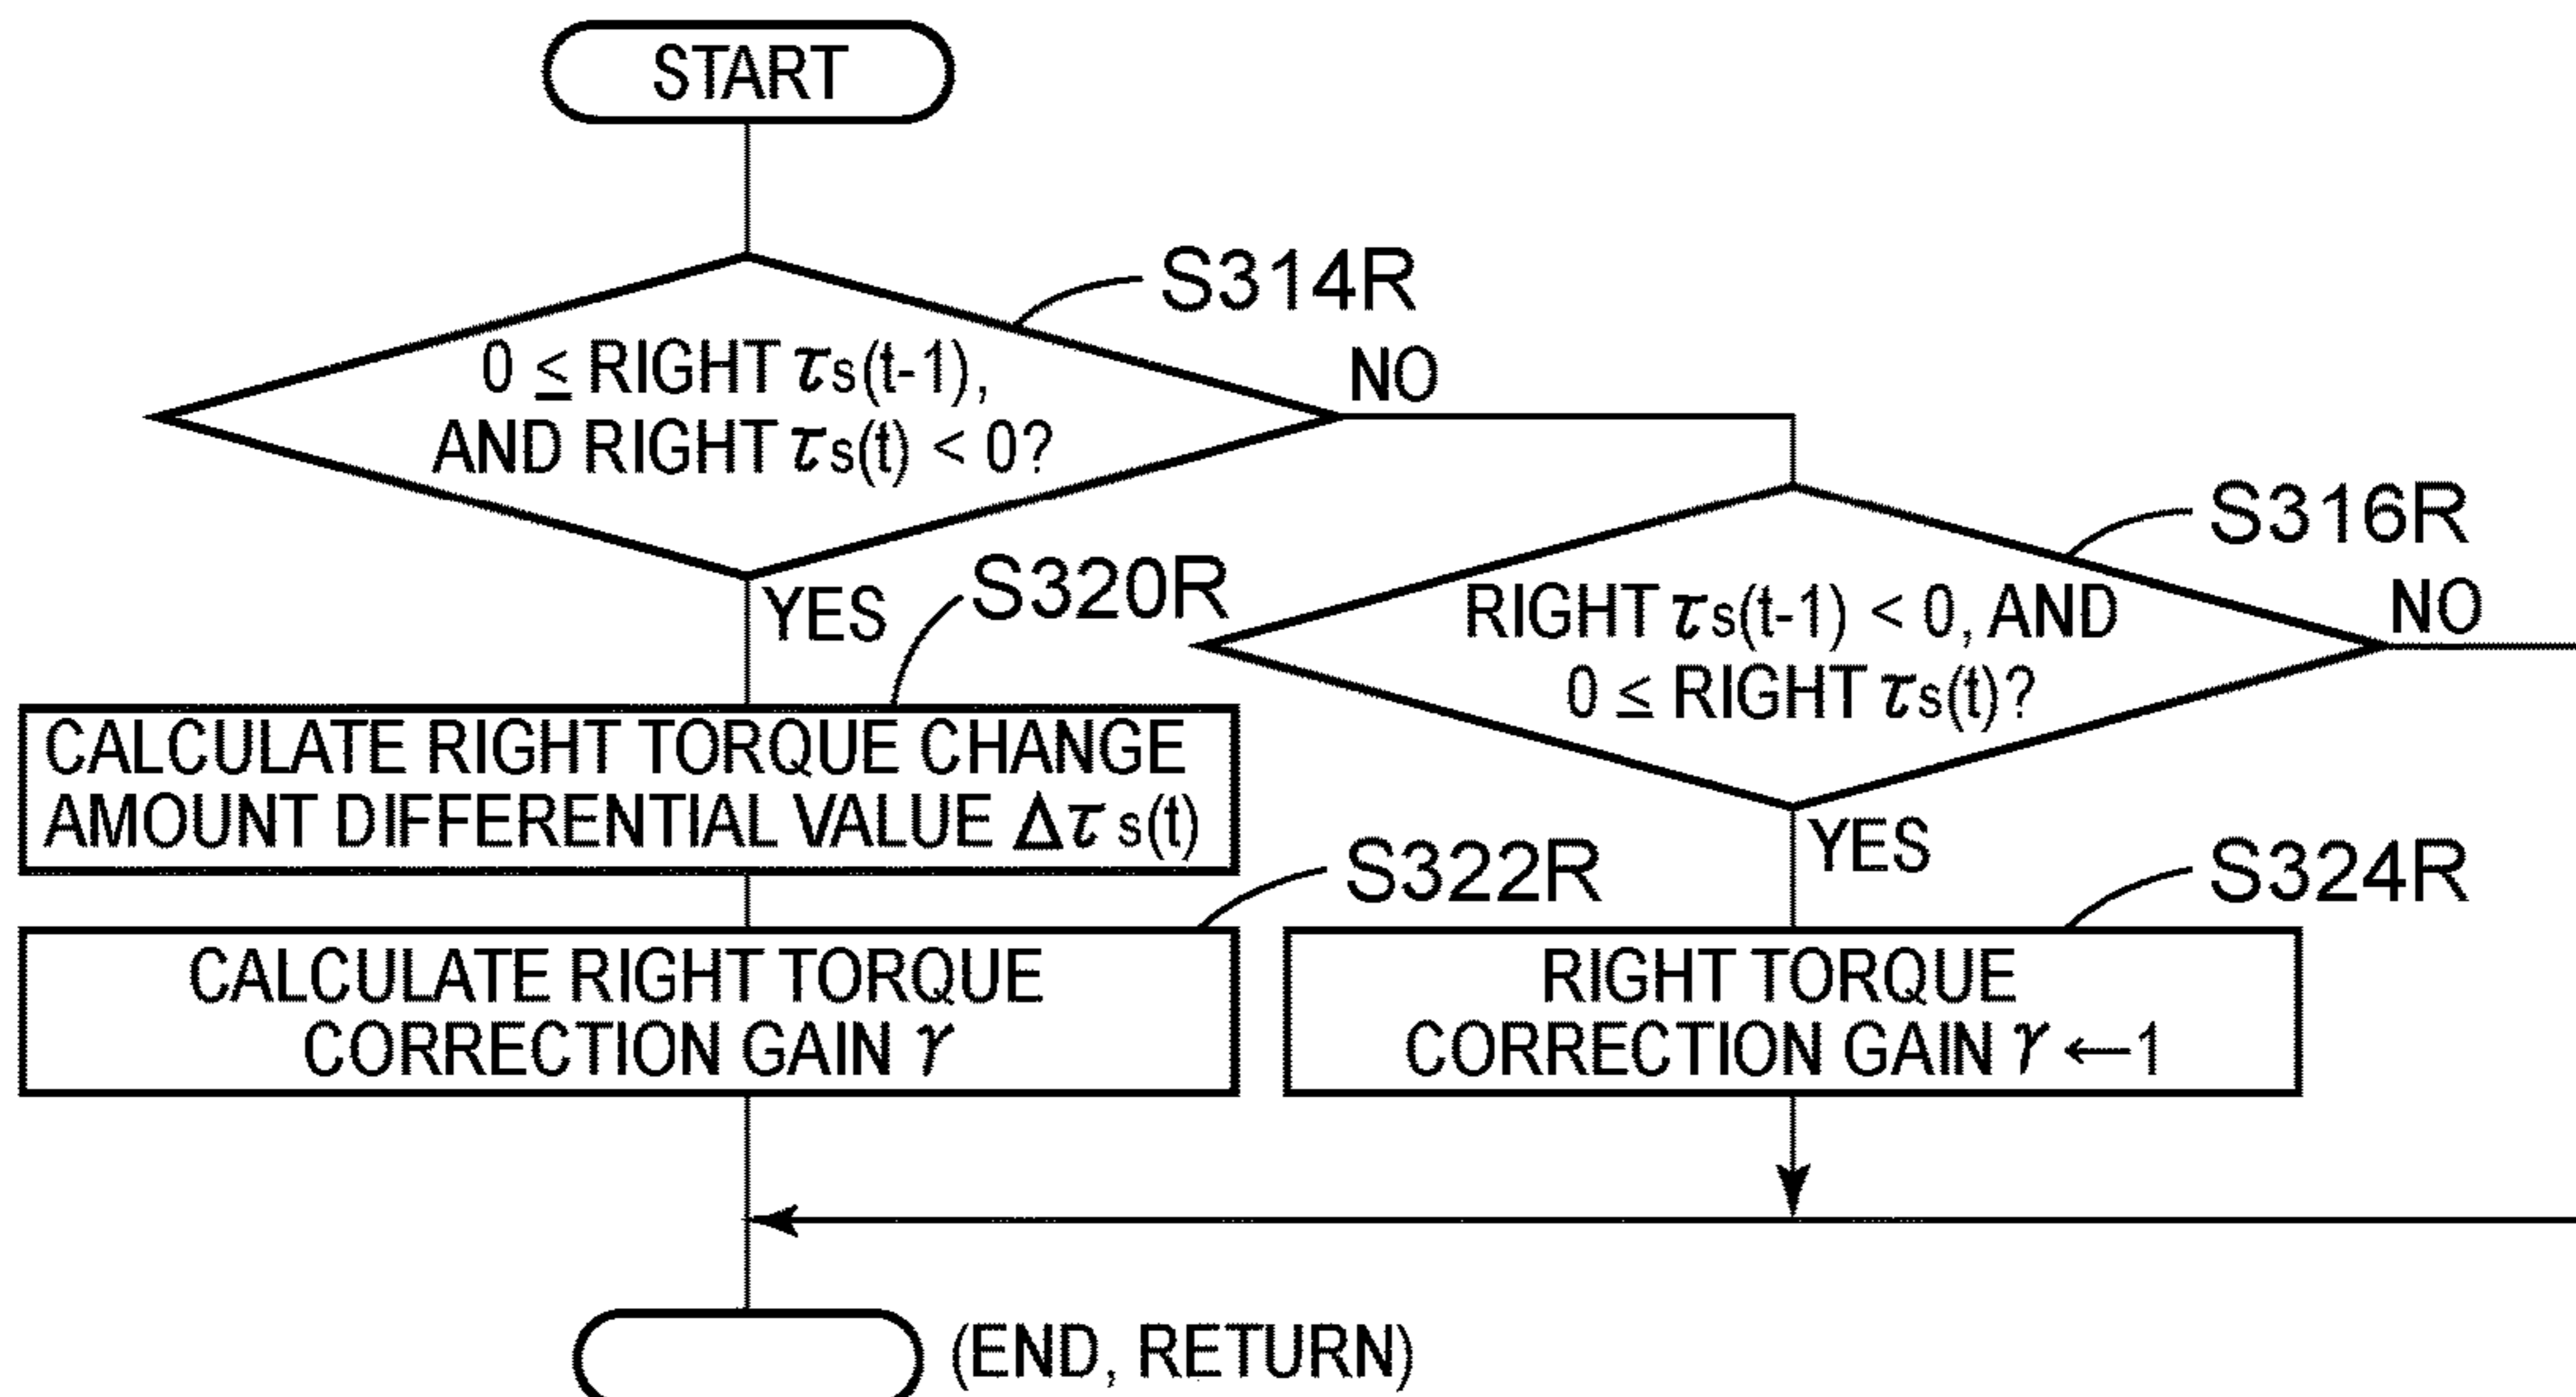 START
S314R
0 ≤ RIGHT τs(t-1),
AND RIGHT τs(t) < 0?
NO
S316R
RIGHT τs(t-1) < 0, AND
0 ≤ RIGHT τs(t)?
NO
YES
S320R
CALCULATE RIGHT TORQUE CHANGE
AMOUNT DIFFERENTIAL VALUE Δτ s(t)
YES
S322R
CALCULATE RIGHT TORQUE
CORRECTION GAIN γ
S324R
RIGHT TORQUE
CORRECTION GAIN γ ←1
(END, RETURN)